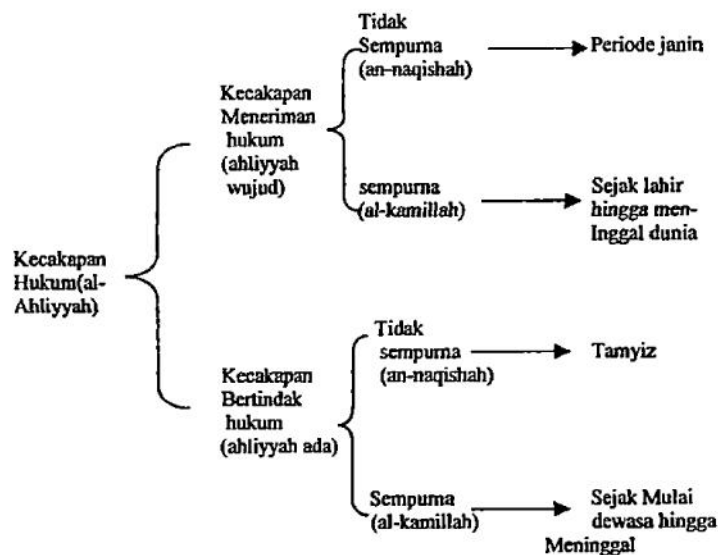 Kecakapan
Hukum(al-
Ahliyyah)
Kecakapan
Meneriman
hukum
(ahliyyah
wujud)
Tidak
Sempurna
(an-naqishah)
Periode janin
sempurna
(al-kamillah)
Sejak lahir
hingga men-
Inggal dunia
Kecakapan
Bertindak
hukum
(ahliyyah ada)
Tidak
sempurna
(an-naqishah)
Tamyiz
Sempurna
(al-kamillah)
Sejak Mulai
dewasa hingga
Meninggal